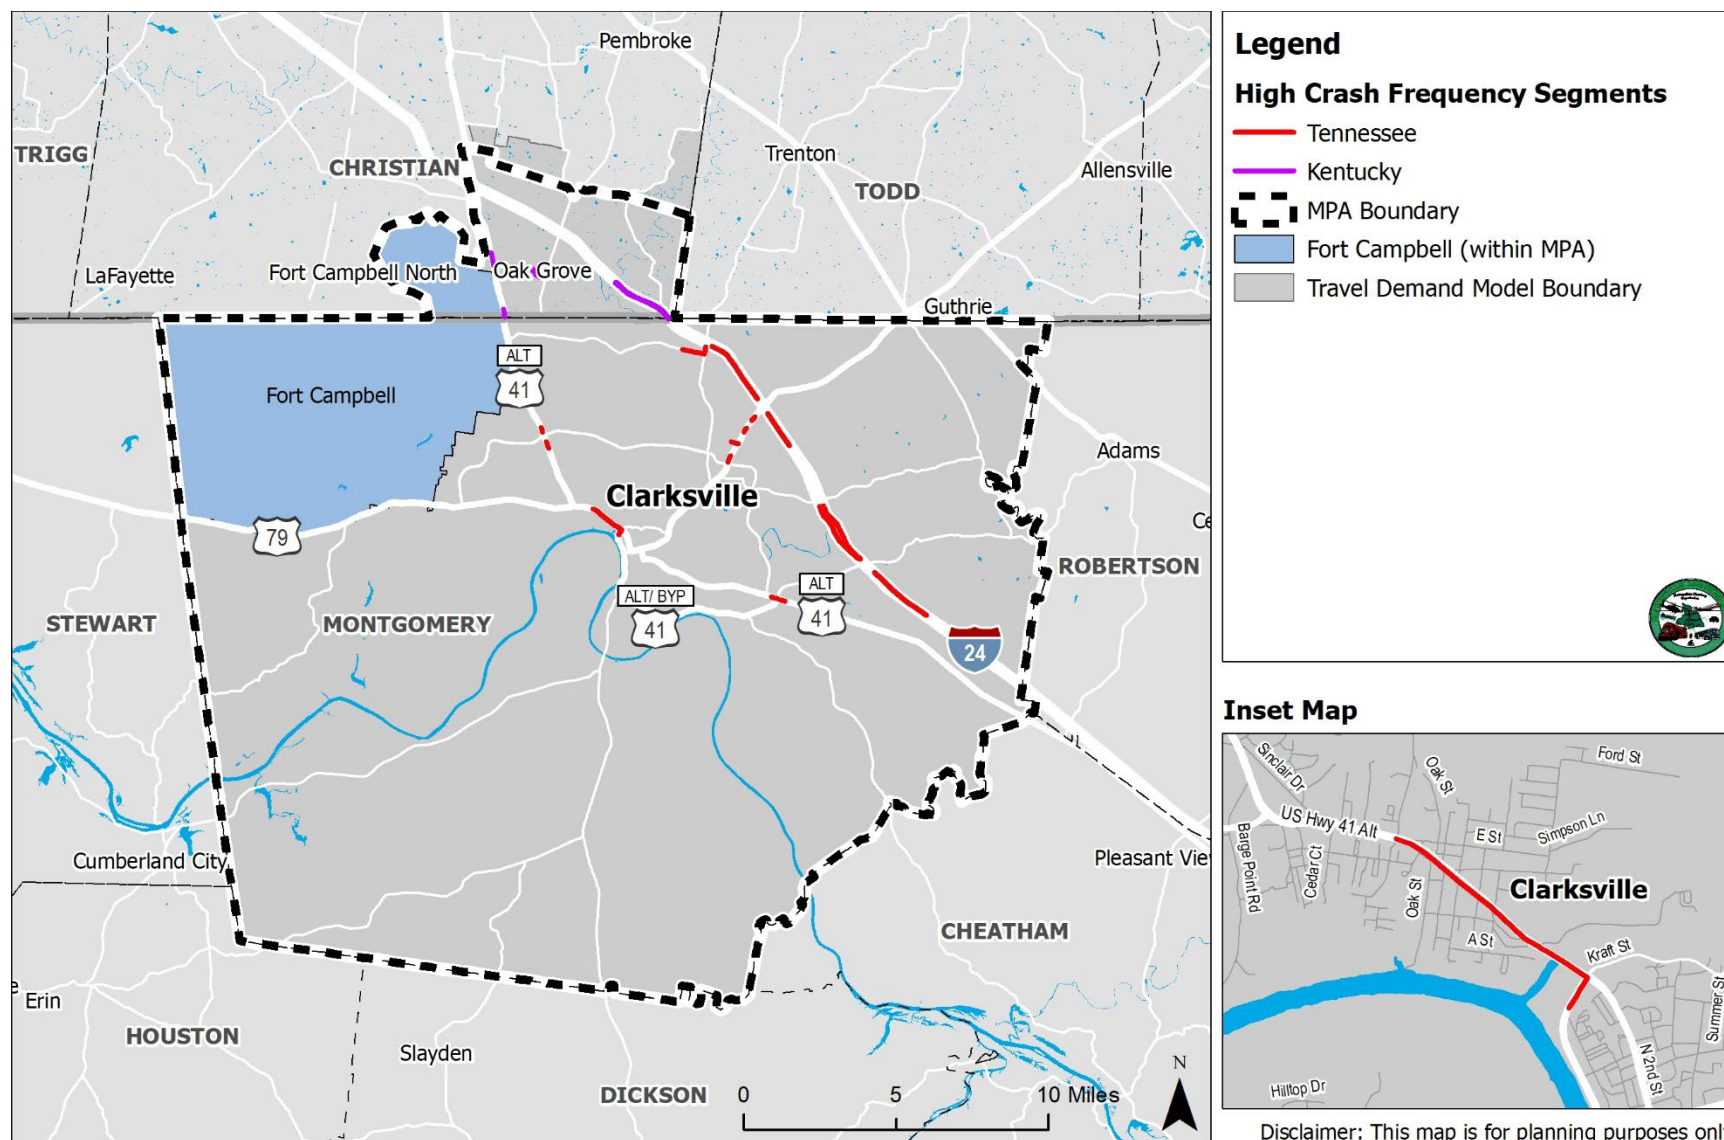 Pembroke
TRIGG
CHRISTIAN
Trenton
Allensville
TODD
LaFayette
Fort Campbell North
Oak Grove
Guthrie
ALT
41
Fort Campbell
Adams
Clarksville
79
Ce
ROBERTSON
STEWART
MONTGOMERY
ALT/ BYP
41
ALT
41
24
Cumberland City
Pleasant Vie
CHEATHAM
Erin
HOUSTON
Slayden
DICKSON
0 5 10 Miles
N
Legend
High Crash Frequency Segments
Tennessee
Kentucky
MPA Boundary
Fort Campbell (within MPA)
Travel Demand Model Boundary
Inset Map
Sinclair Dr
Oak St
Ford St
US Hwy 41 Alt
E St
Simpson Ln
Barge Point Rd
Cedar Ct
Oak St
Clarksville
A St
Kraft St
Summer St
N 2nd St
Hilltop Dr
Disclaimer: This map is for planning purposes onl